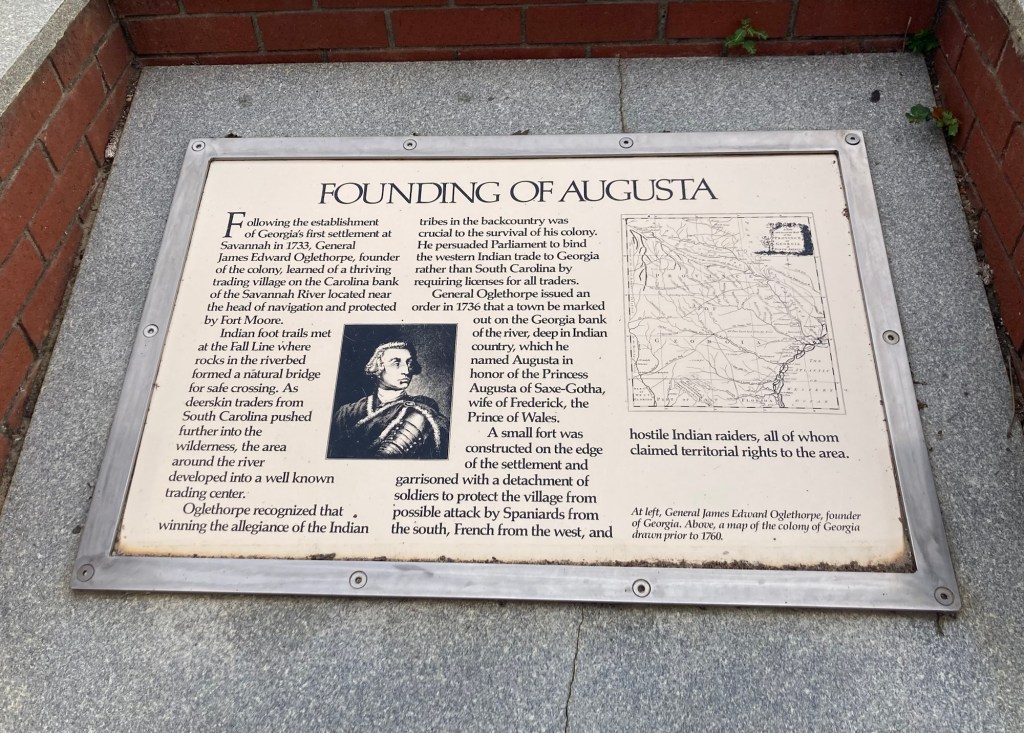 FOUNDING OF AUGUSTA
Following the establishment
of Georgia's first settlement at
Savannah in 1733, General
James Edward Oglethorpe, founder
of the colony, learned of a thriving
trading village on the Carolina bank
of the Savannah River located near
the head of navigation and protected
by Fort Moore.
Indian foot trails met
at the Fall Line where
rocks in the riverbed
formed a natural bridge
for safe crossing. As
deerskin traders from
South Carolina pushed
further into the
wilderness, the area
around the river
developed into a well known
trading center.
Oglethorpe recognized that
winning the allegiance of the Indian
tribes in the backcountry was
crucial to the survival of his colony.
He persuaded Parliament to bind
the western Indian trade to Georgia
rather than South Carolina by
requiring licenses for all traders.
General Oglethorpe issued an
order in 1736 that a town be marked
out on the Georgia bank
of the river, deep in Indian
country, which he
named Augusta in
honor of the Princess
Augusta of Saxe-Gotha,
wife of Frederick, the
Prince of Wales.
A small fort was
constructed on the edge
of the settlement and
garrisoned with a detachment of
soldiers to protect the village from
possible attack by Spaniards from
the south, French from the west, and
GEORGIA
hostile Indian raiders, all of whom
claimed territorial rights to the area.
At left, General James Edward Oglethorpe, founder
of Georgia. Above, a map of the colony of Georgia
drawn prior to 1760.